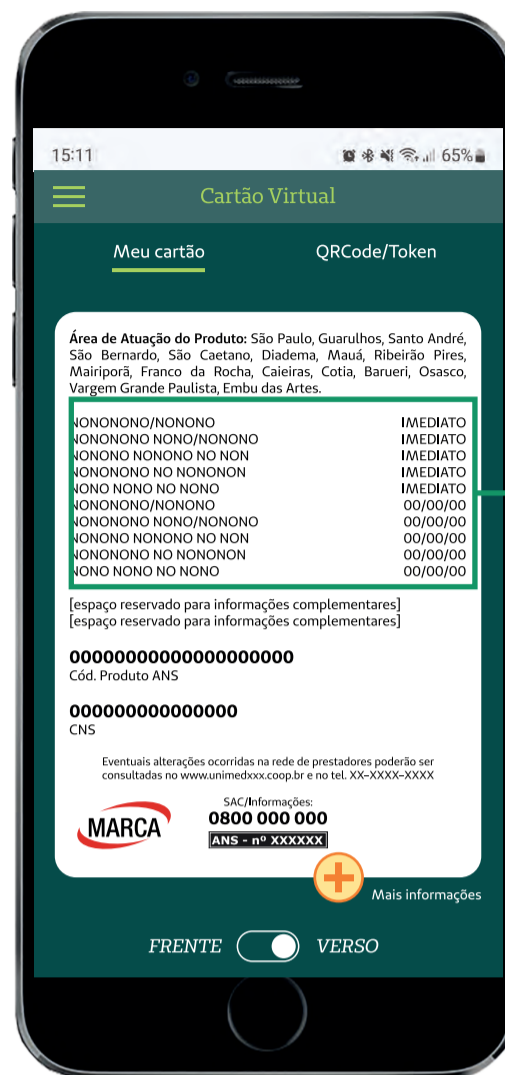 15:11 65%
Cartão Virtual
Meu cartão QRCode/Token
Área de Atuação do Produto: São Paulo, Guarulhos, Santo André,
São Bernardo, São Caetano, Diadema, Mauá, Ribeirão Pires,
Mairiporã, Franco da Rocha, Caieiras, Cotia, Barueri, Osasco,
Vargem Grande Paulista, Embu das Artes.
NONONONO/NONONO IMEDIATO
NONONONO NONO/NONONO IMEDIATO
NONONO NONONO NO NON IMEDIATO
NONONONO NO NONONON IMEDIATO
NONO NONO NO NONO IMEDIATO
NONONONO/NONONO 00/00/00
NONONONO NONO/NONONO 00/00/00
NONONO NONONO NO NON 00/00/00
NONONONO NO NONONON 00/00/00
NONO NONO NO NONO 00/00/00
[espaço reservado para informações complementares]
[espaço reservado para informações complementares]
00000000000000000000
Cód. Produto ANS
000000000000000
CNS
Eventuais alterações ocorridas na rede de prestadores poderão ser
consultadas no www.unimedxxx.coop.br e no tel. XX–XXXX–XXXX
MARCA
SAC/Informações:
0800 000 000
ANS - nº XXXXXX
Mais informações
FRENTE VERSO